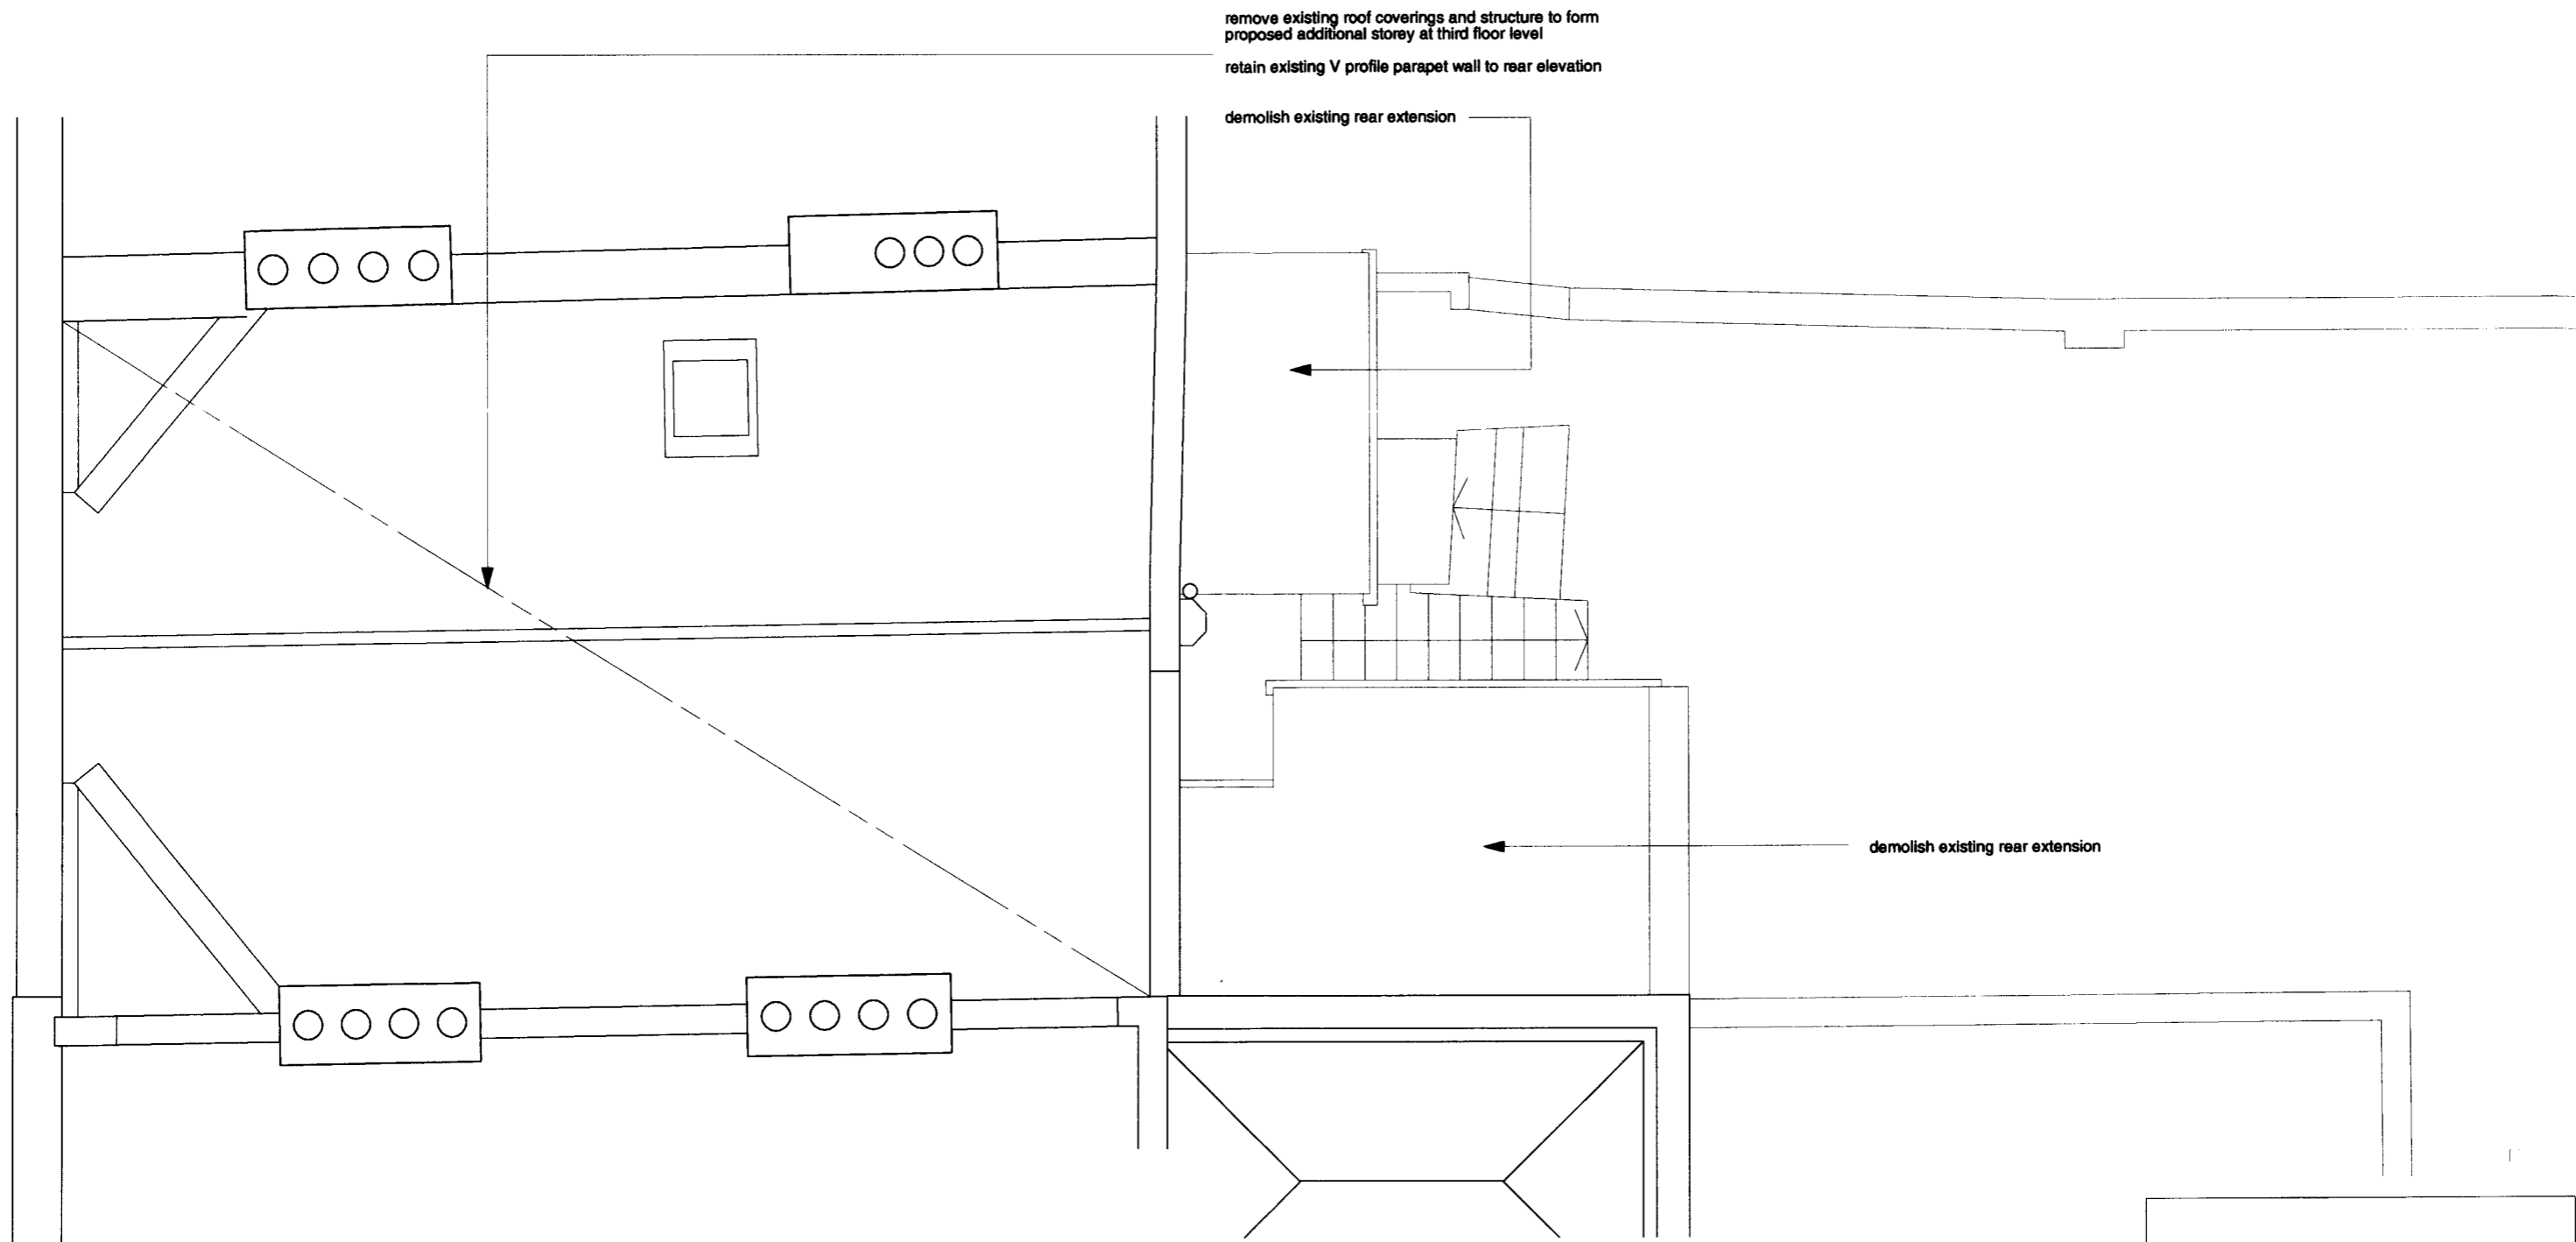 remove existing roof coverings and structure to form
proposed additional storey at third floor level
retain existing V profile parapet wall to rear elevation
demolish existing rear extension
demolish existing rear extension